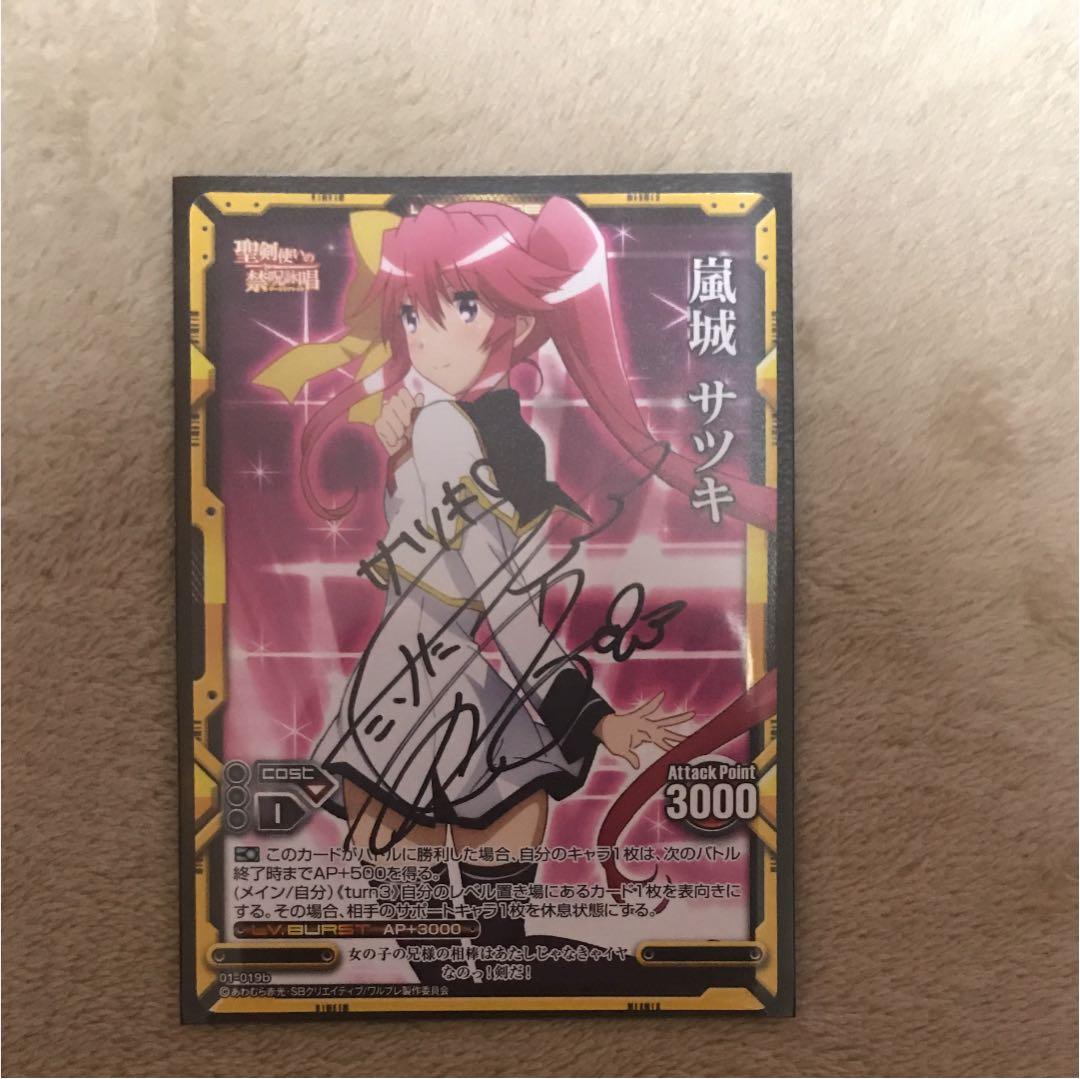 聖剣使いの
禁呪詠唱
嵐城 サツキ
サツキ
cost
1
Attack Point
3000
このカードがバトルに勝利した場合、自分のキャラ1枚は、次のバトル
終了時までAP+500を得る。
(メイン/自分)《turn3》自分のレベル置き場にあるカード1枚を表向きに
する。その場合、相手のサポートキャラ1枚を休息状態にする。
LV.BURST AP+3000
女の子の兄様の相棒はあたしじゃなきゃイヤ
なのっ!剣だ!
01-019b
©あわむら赤光・SBクリエイティブ/ワルブレ製作委員会